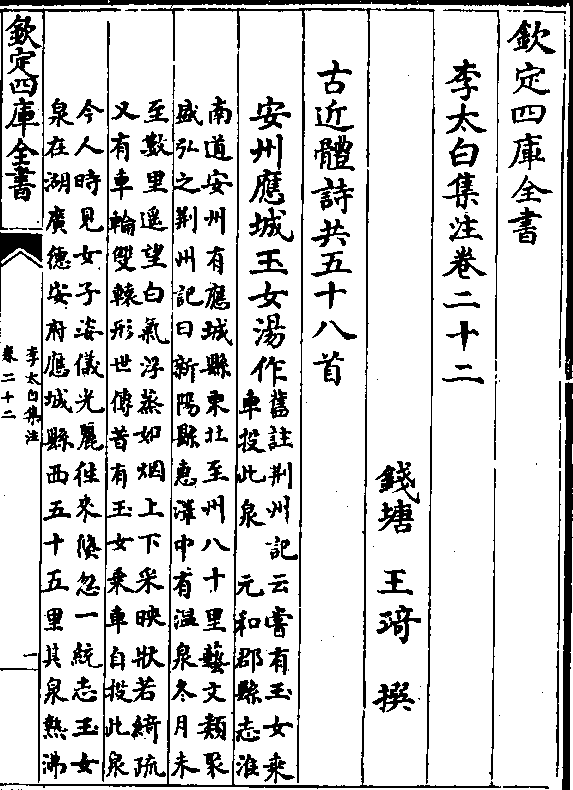 欽定四庫全書
李太白集注卷二十二
錢塘 王琦 撰
古近體詩共五十八首
安州應城玉女湯作
舊註荆州記云嘗有玉女乘
車投此泉 元和郡縣志淮
南道安州有應城縣東北至州八十里藝文類聚
盛弘之荆州記曰新陽縣惠澤中有温泉冬月未
至數里遥望白氣浮蒸如烟上下采映狀若綺疏
又有車輪雙轅形世傳昔有玉女乘車自投此泉
今人時見女子姿儀光麗往來倏忽一統志玉女
泉在湖廣德安府應城縣西五十五里其泉熱沸
欽定四庫全書
李太白集注
卷二十二
一